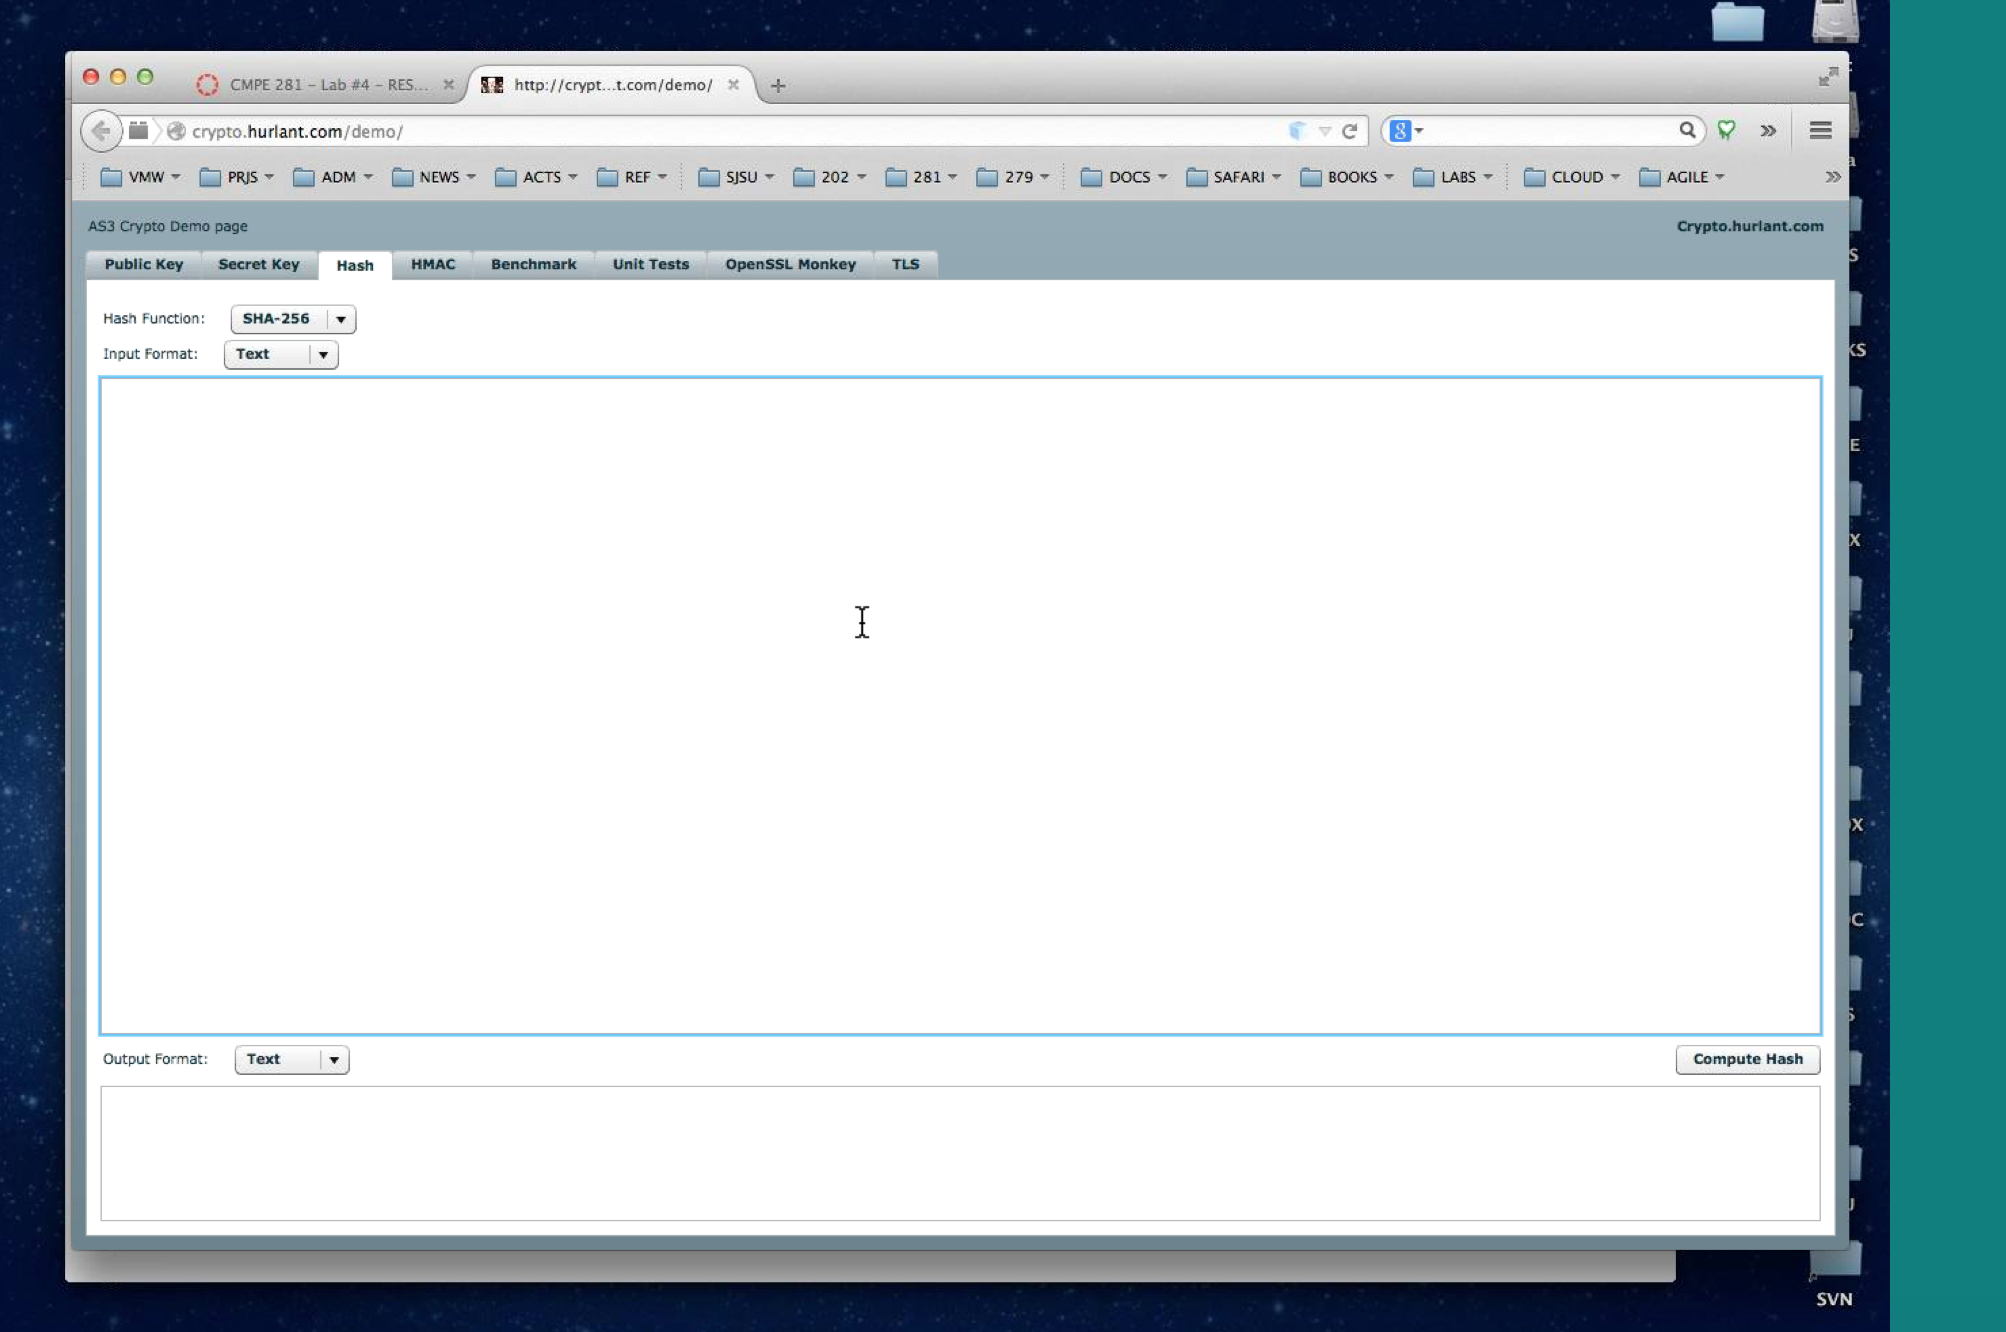 CMPE 281 – Lab #4 – RES...
http://crypt...t.com/demo/
crypto.hurlant.com/demo/
8
VMW PRJS ADM NEWS ACTS REF SJSU 202 281 279 DOCS SAFARI BOOKS LABS CLOUD AGILE
AS3 Crypto Demo page
Crypto.hurlant.com
Public Key Secret Key Hash HMAC Benchmark Unit Tests OpenSSL Monkey TLS
Hash Function: SHA-256
Input Format: Text
Output Format: Text
Compute Hash
a
S
KS
E
X
OX
C
S
SVN